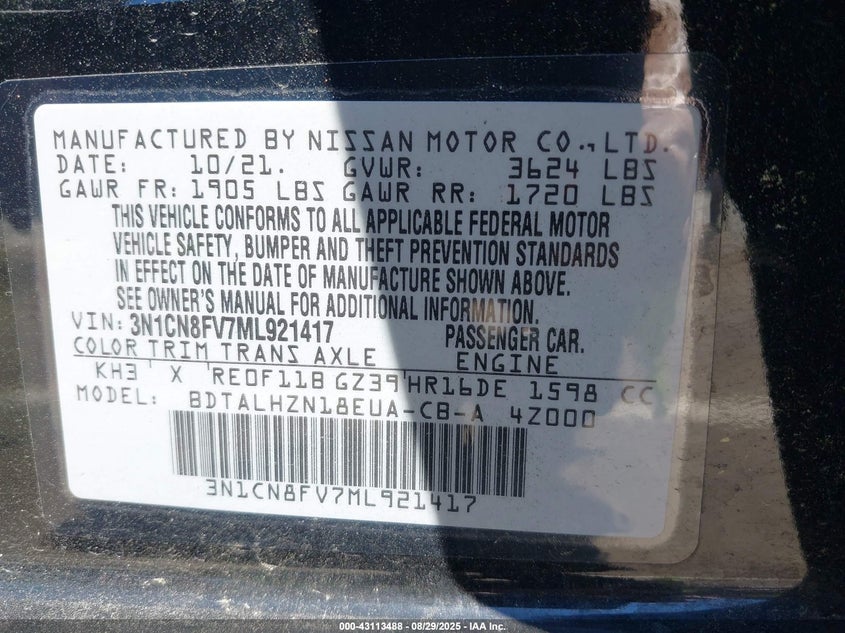 MANUFACTURED BY NISSAN MOTOR CO.,LTD.
DATE: 10/21. GVWR: 3624 LBS
GAWR FR: 1905 LBS GAWR RR: 1720 LBS
THIS VEHICLE CONFORMS TO ALL APPLICABLE FEDERAL MOTOR
VEHICLE SAFETY, BUMPER AND THEFT PREVENTION STANDARDS
IN EFFECT ON THE DATE OF MANUFACTURE SHOWN ABOVE.
SEE OWNER'S MANUAL FOR ADDITIONAL INFORMATION.
VIN: 3N1CN8FV7ML921417 PASSENGER CAR.
COLOR TRIM TRANS AXLE ENGINE
KH3 X RE0F11B GZ39 HR16DE 1598 CC
MODEL: BDTALHZN18EUA-CB-A 4Z000
3N1CN8FV7ML921417
000-43113488 - 08/29/2025 - IAA Inc.